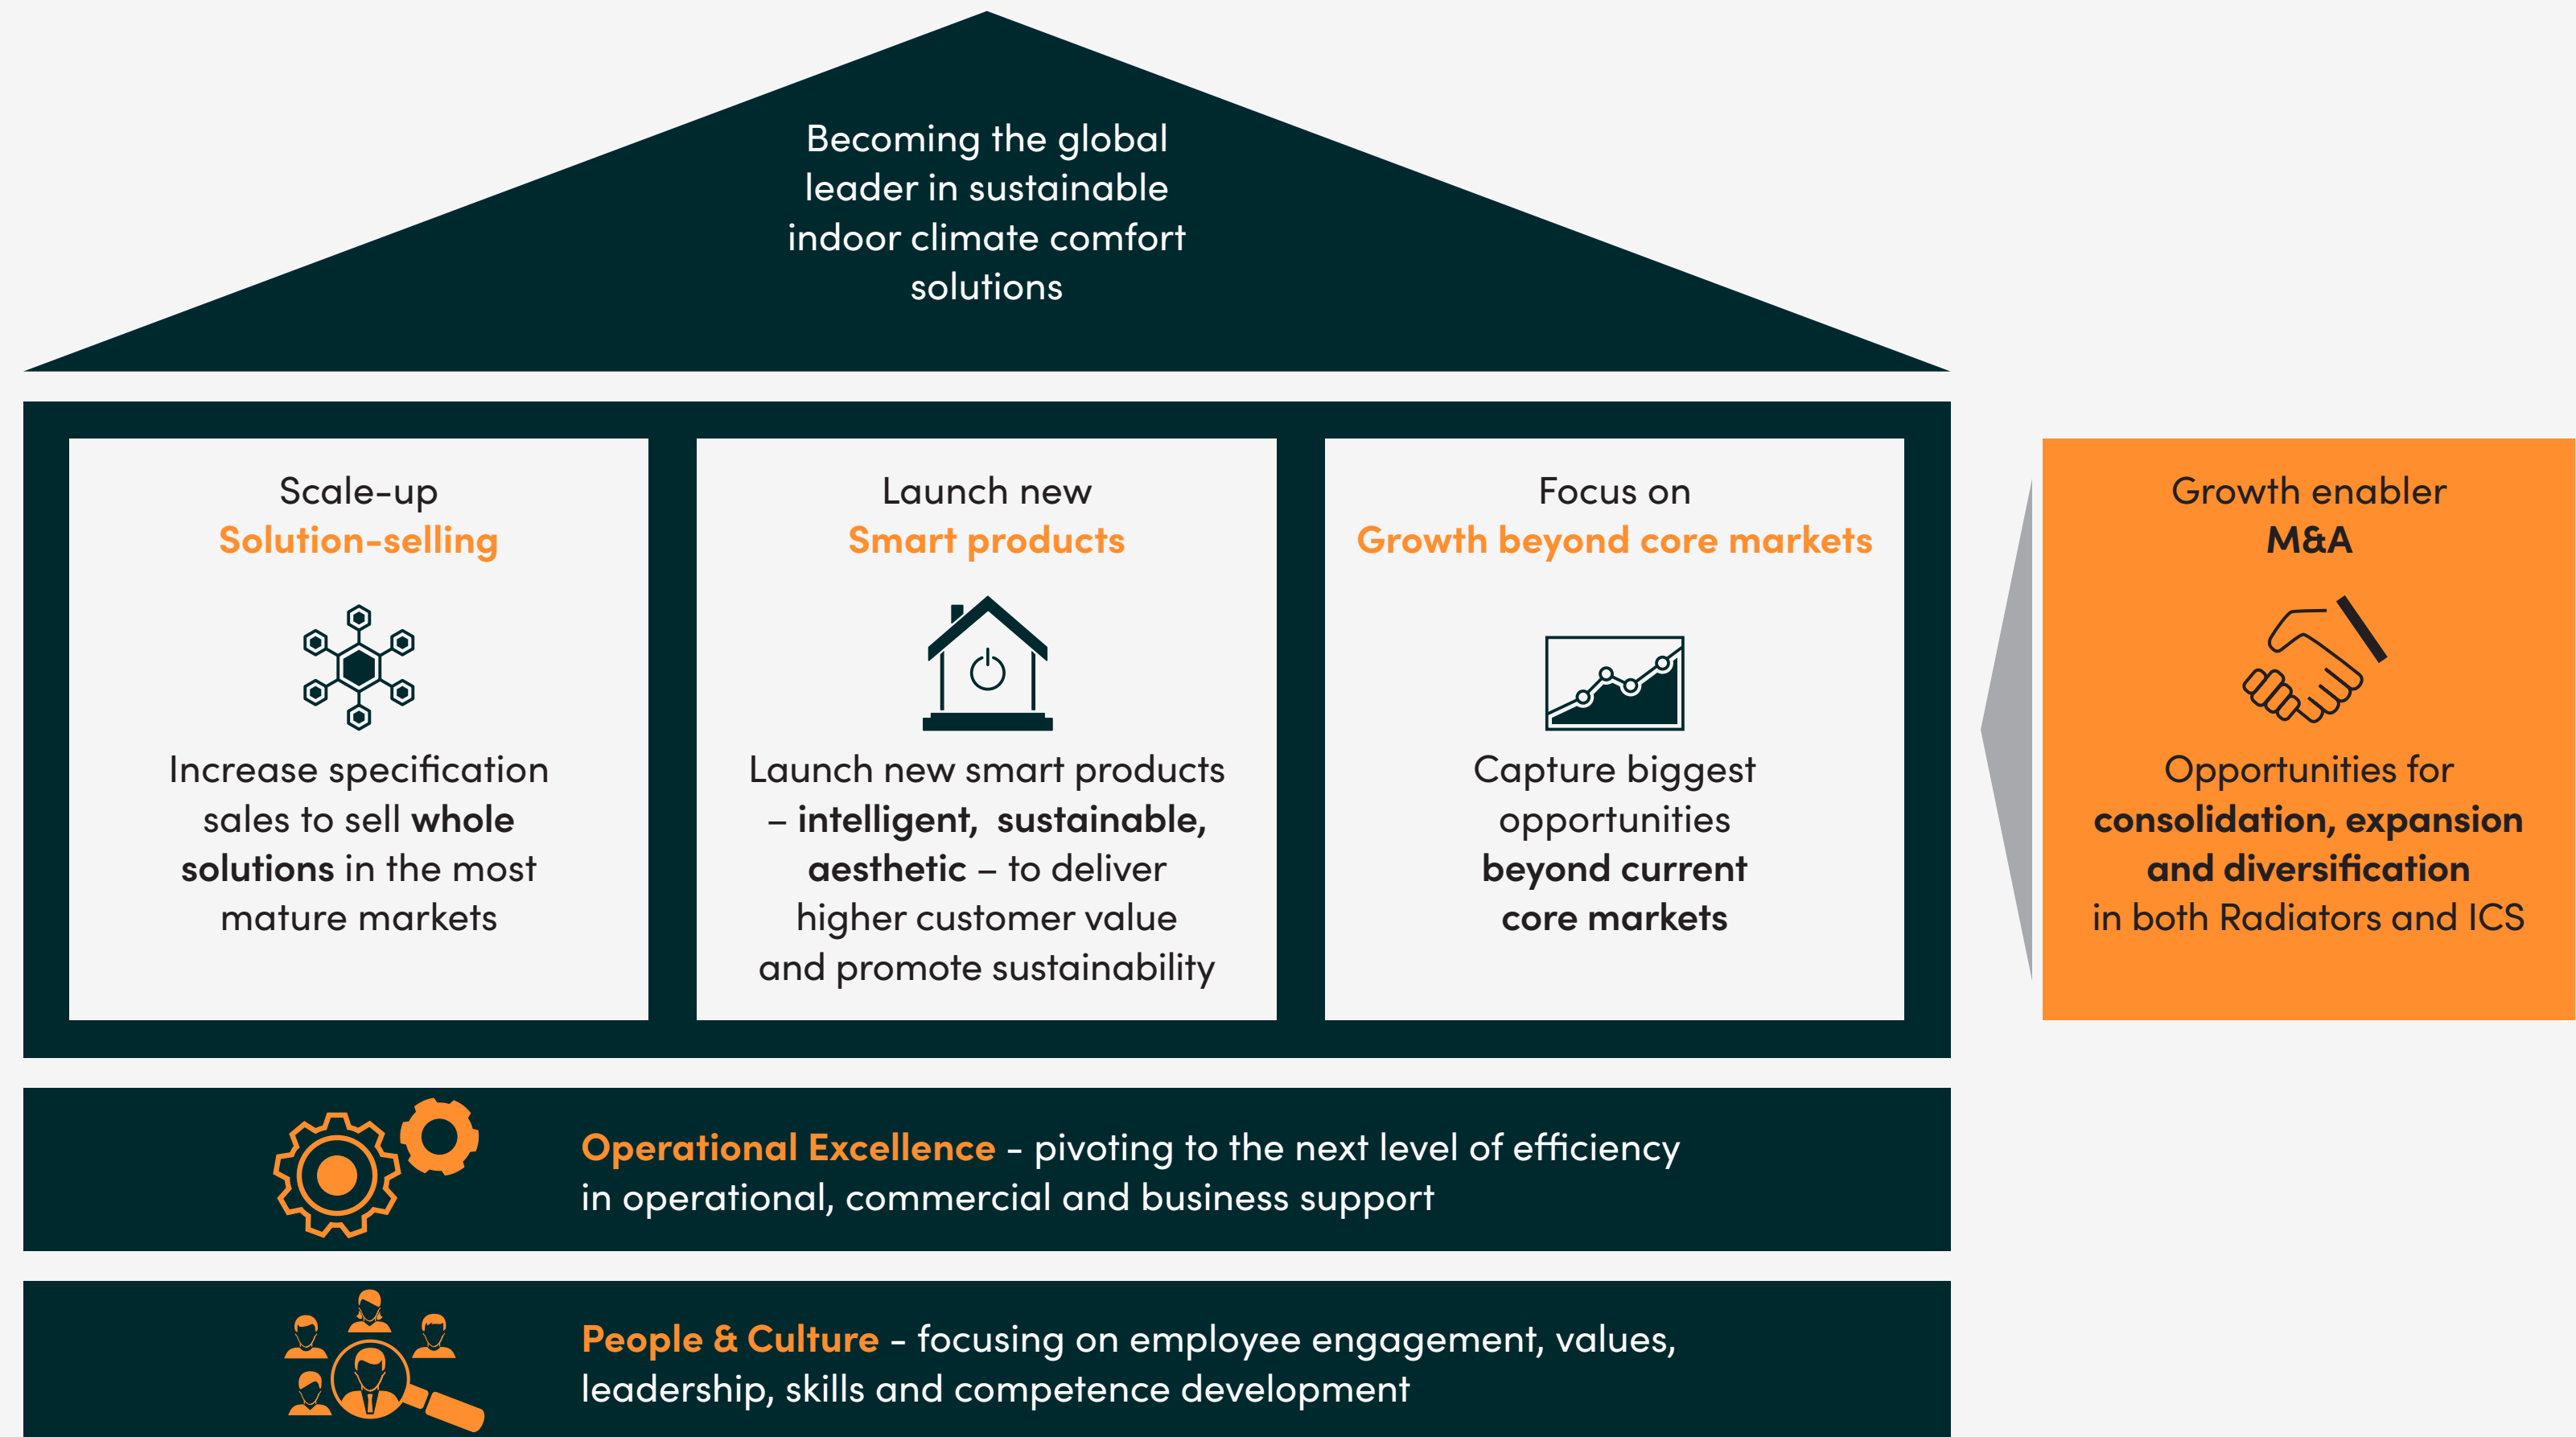 Becoming the global
leader in sustainable
indoor climate comfort
solutions
Scale-up
Solution-selling
Increase specification
sales to sell whole
solutions in the most
mature markets
Launch new
Smart products
Launch new smart products
– intelligent, sustainable,
aesthetic – to deliver
higher customer value
and promote sustainability
Focus on
Growth beyond core markets
Capture biggest
opportunities
beyond current
core markets
Growth enabler
M&A
Opportunities for
consolidation, expansion
and diversification
in both Radiators and ICS
Operational Excellence - pivoting to the next level of efficiency
in operational, commercial and business support
People & Culture - focusing on employee engagement, values,
leadership, skills and competence development